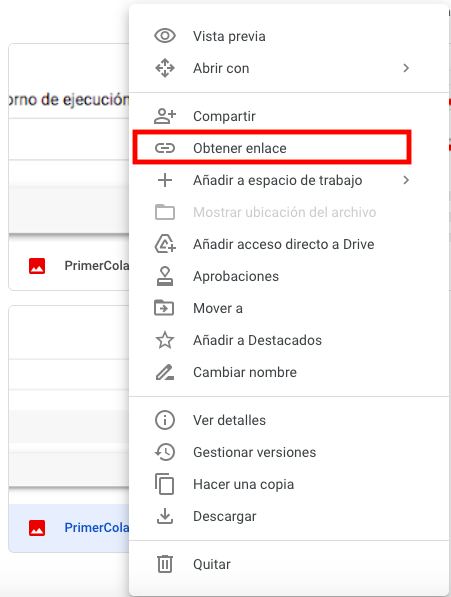 Vista previa
Abrir con
orno de ejecución
Compartir
Obtener enlace
Añadir a espacio de trabajo
Mostrar ubicación del archivo
Añadir acceso directo a Drive
PrimerCola
Aprobaciones
Mover a
Añadir a Destacados
Cambiar nombre
Ver detalles
Gestionar versiones
Hacer una copia
Descargar
PrimerCola
Quitar